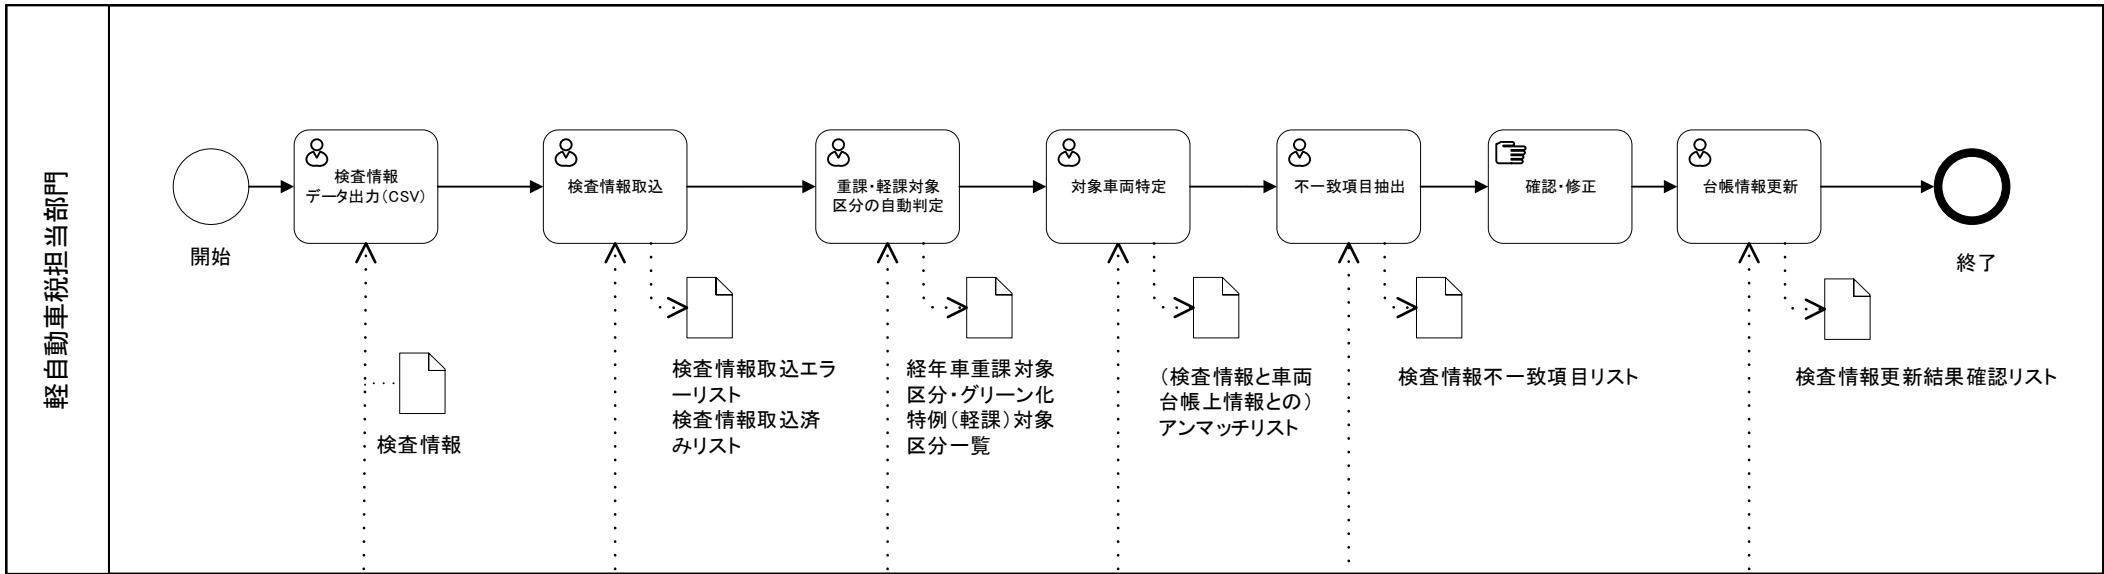 軽自動車税担当部門
開始
検査情報
データ出力（CSV）
検査情報取込
重課・軽課対象
区分の自動判定
対象車両特定
不一致項目抽出
確認・修正
台帳情報更新
終了
検査情報
検査情報取込エラ
ーリスト
検査情報取込済
みリスト
経年車重課対象
区分・グリーン化
特例（軽課）対象
区分一覧
（検査情報と車両
台帳上情報との）
アンマッチリスト
検査情報不一致項目リスト
検査情報更新結果確認リスト